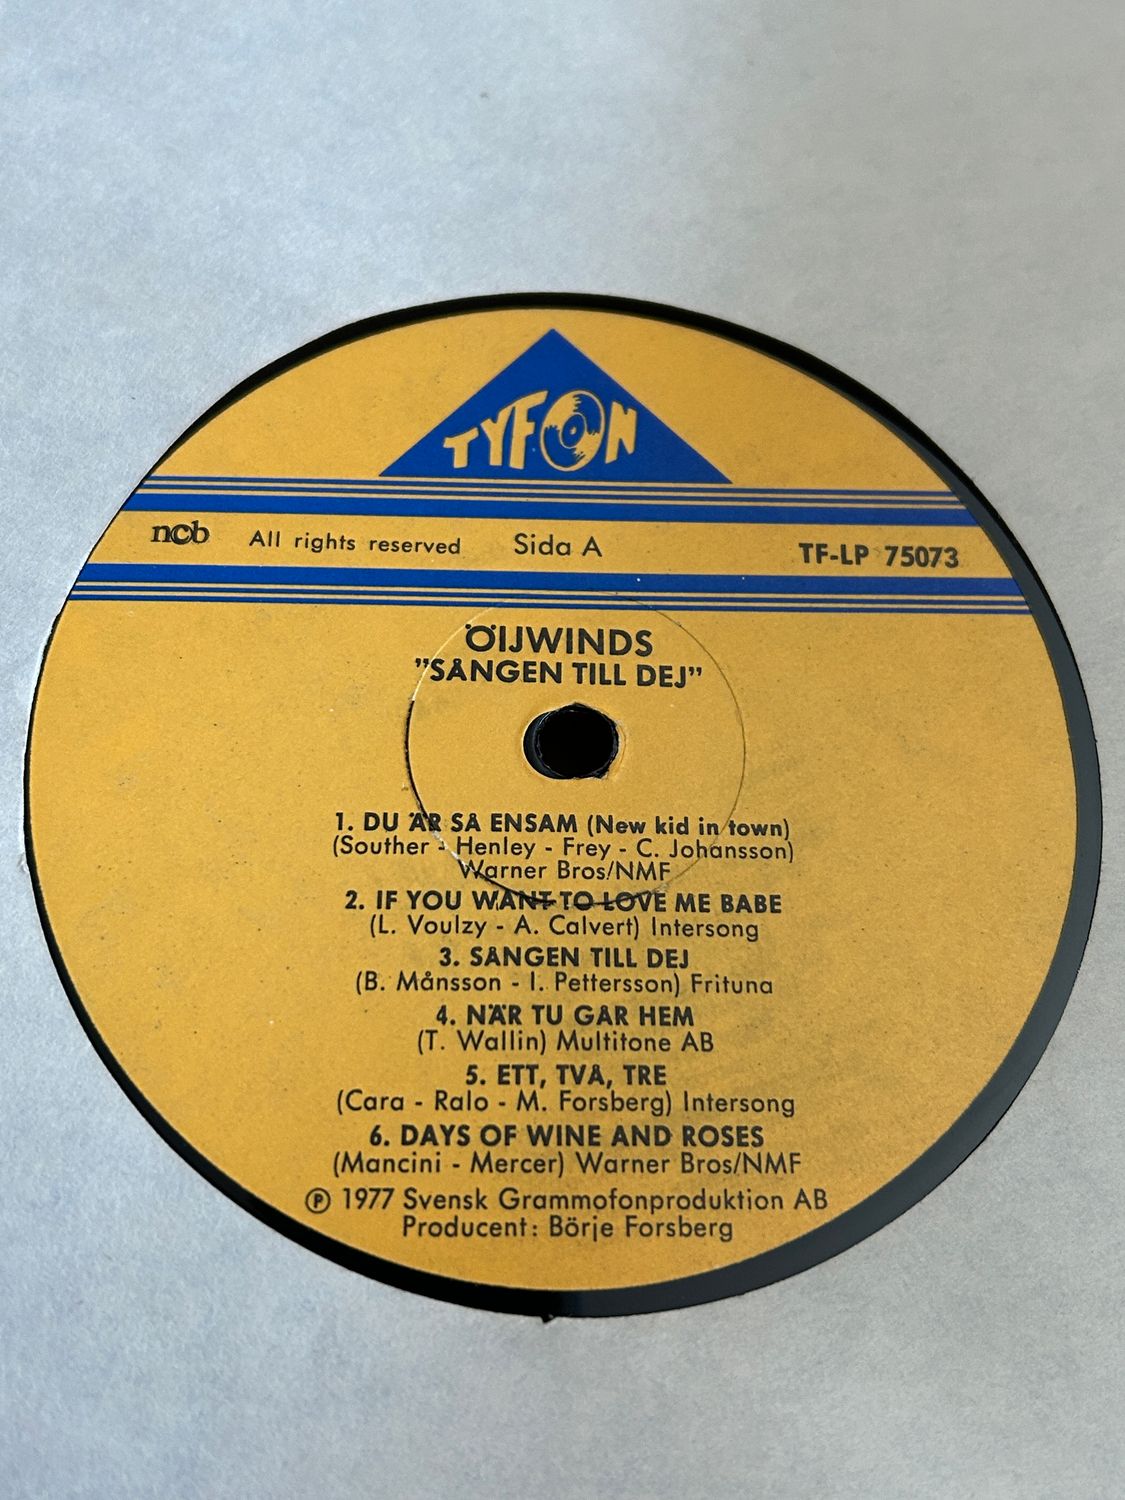 TYFON
ncb All rights reserved Sida A TF-LP 75073
ÖIJWINDS
”SÅNGEN TILL DEJ”
1. DU ÄR SÅ ENSAM (New kid in town)
(Souther - Henley - Frey - C. Johansson)
Warner Bros/NMF
2. IF YOU WANT TO LOVE ME BABE
(L. Voulzy - A. Calvert) Intersong
3. SÅNGEN TILL DEJ
(B. Månsson - I. Pettersson) Frituna
4. NÄR TU GÅR HEM
(T. Wallin) Multitone AB
5. ETT, TVÅ, TRE
(Cara - Ralo - M. Forsberg) Intersong
6. DAYS OF WINE AND ROSES
(Mancini - Mercer) Warner Bros/NMF
Ⓟ 1977 Svensk Grammofonproduktion AB
Producent: Börje Forsberg